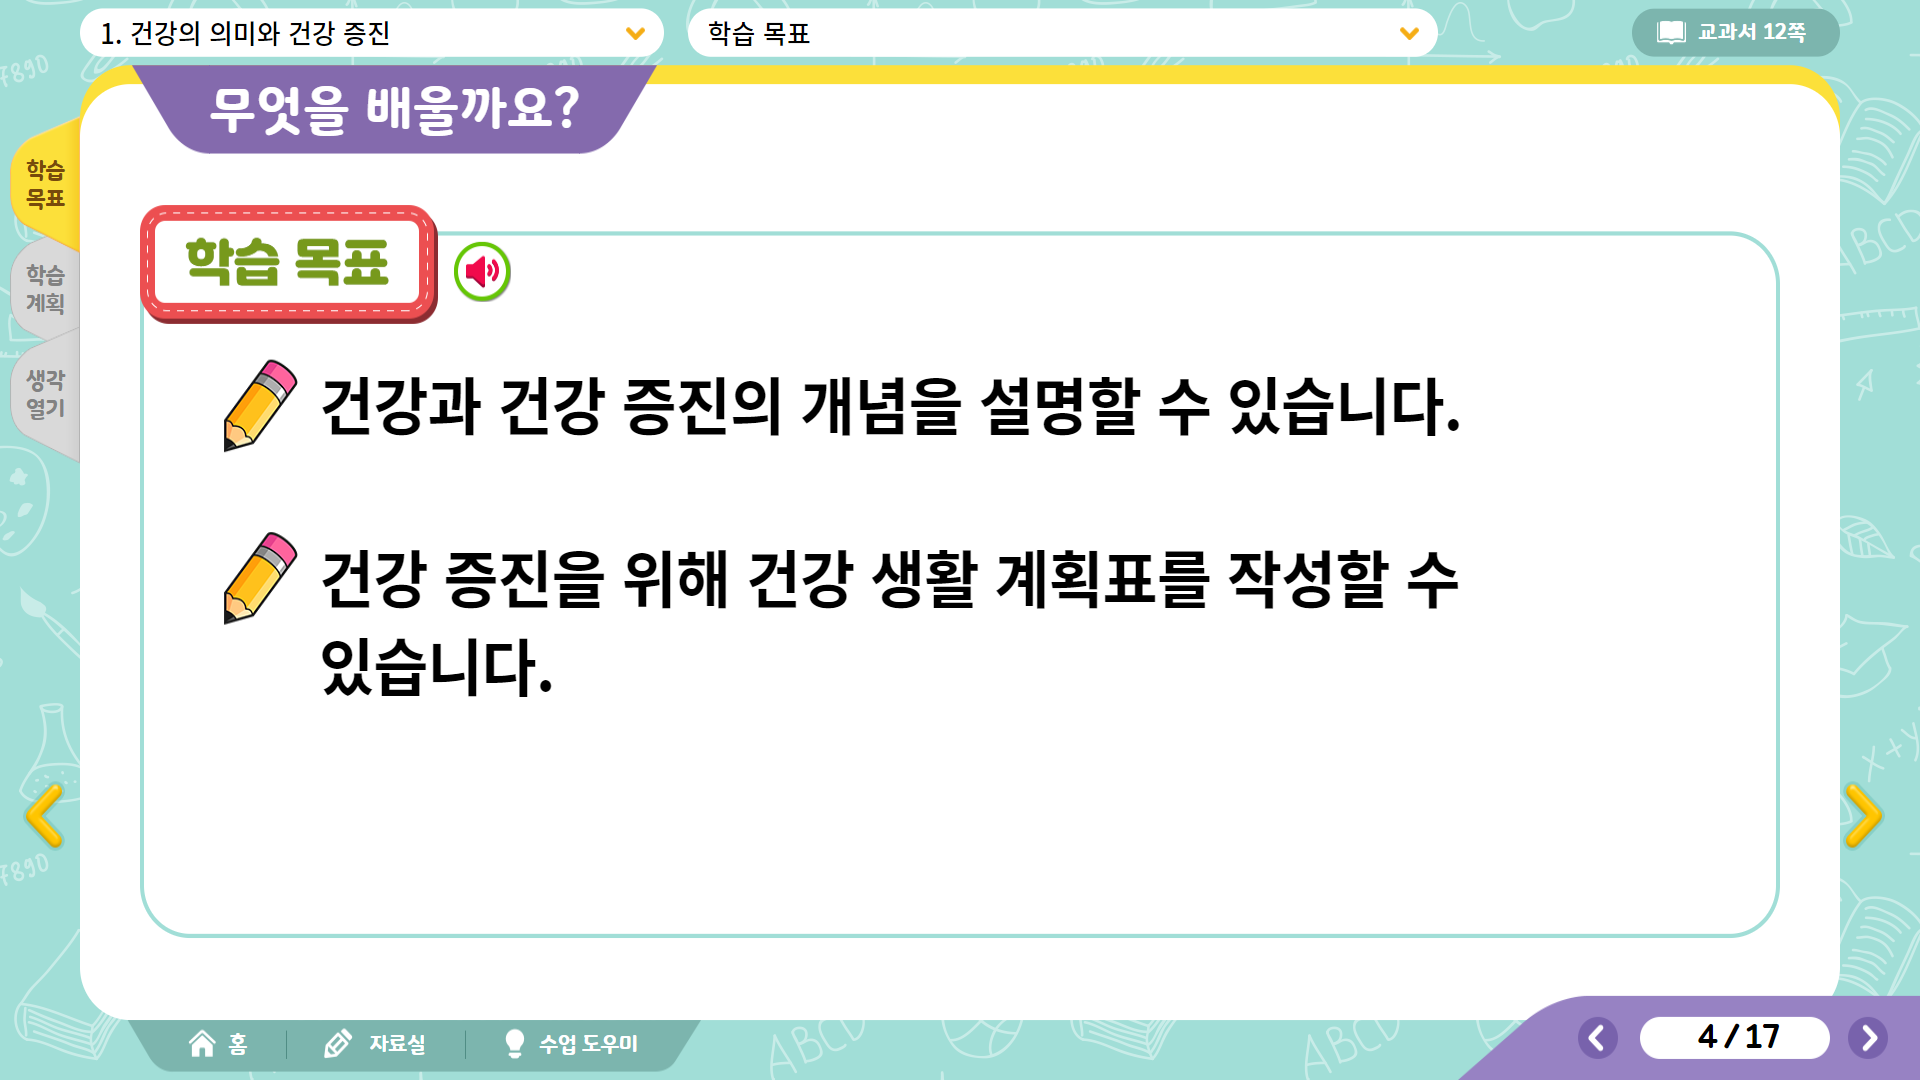 1. 건강의 의미와 건강 증진
학습 목표
교과서 12쪽
무엇을 배울까요?
학습
목표
학습
계획
생각
열기
학습 목표
건강과 건강 증진의 개념을 설명할 수 있습니다.
건강 증진을 위해 건강 생활 계획표를 작성할 수
있습니다.
홈
자료실
수업 도우미
4 / 17
7890
ABCD
x+y
7890
ABCD
ABCD